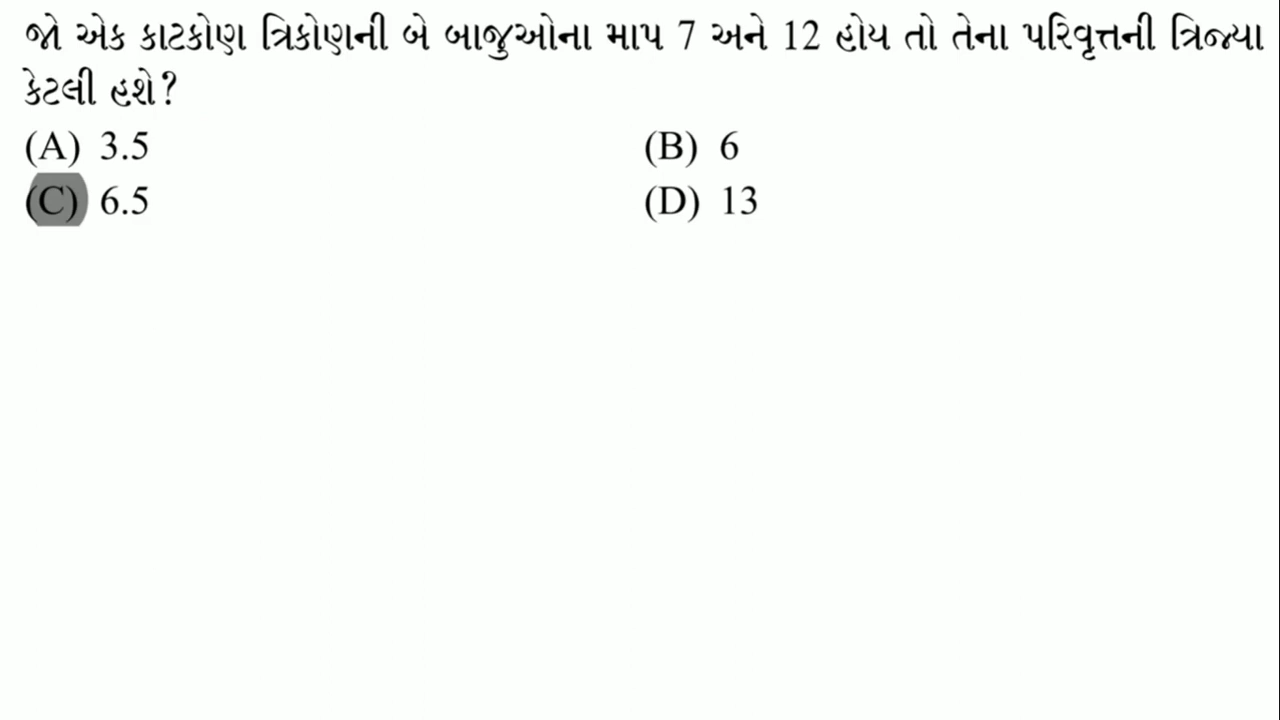 જો એક કાટકોણ ત્રિકોણની બે બાજુઓના માપ 7 અને 12 હોય તો તેના પરિવૃત્તની ત્રિજ્યા
કેટલી હશે?
(A) 3.5 (B) 6
(C) 6.5 (D) 13